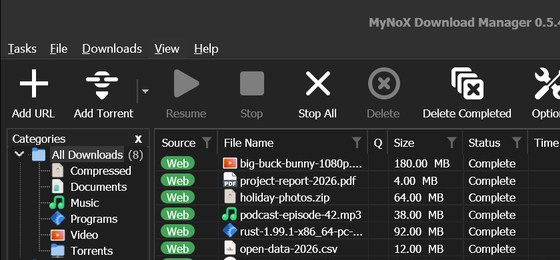 MyNoX Download Manager 0.5.4
Tasks File Downloads View Help
Add URL Add Torrent Resume Stop Stop All Delete Delete Completed
Categories X Source File Name Q Size Status Time
All Downloads (8) Web big-buck-bunny-1080p.... 180.00 MB Complete
Compressed Web project-report-2026.pdf 4.00 MB Complete
Documents Web holiday-photos.zip 64.00 MB Complete
Music Web podcast-episode-42.mp3 38.00 MB Complete
Programs Web rust-1.99.1-x86_64-pc-... 92.00 MB Complete
Video Web open-data-2026.csv 12.00 MB Complete
Torrents